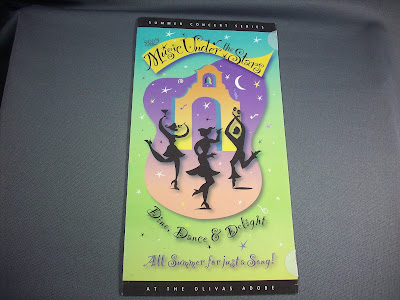 SUMMER CONCERT SERIES
Music Under the Stars
Dine, Dance & Delight
All Summer for just a Song!
AT THE OLIVAS ADOBE